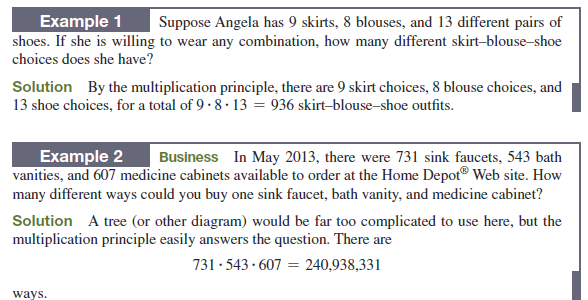 Example 1 Suppose Angela has 9 skirts, 8 blouses, and 13 different pairs of
shoes. If she is willing to wear any combination, how many different skirt–blouse–shoe
choices does she have?
Solution By the multiplication principle, there are 9 skirt choices, 8 blouse choices, and
13 shoe choices, for a total of 9 · 8 · 13 = 936 skirt–blouse–shoe outfits.
Example 2 Business In May 2013, there were 731 sink faucets, 543 bath
vanities, and 607 medicine cabinets available to order at the Home Depot® Web site. How
many different ways could you buy one sink faucet, bath vanity, and medicine cabinet?
Solution A tree (or other diagram) would be far too complicated to use here, but the
multiplication principle easily answers the question. There are
731 · 543 · 607 = 240,938,331
ways.